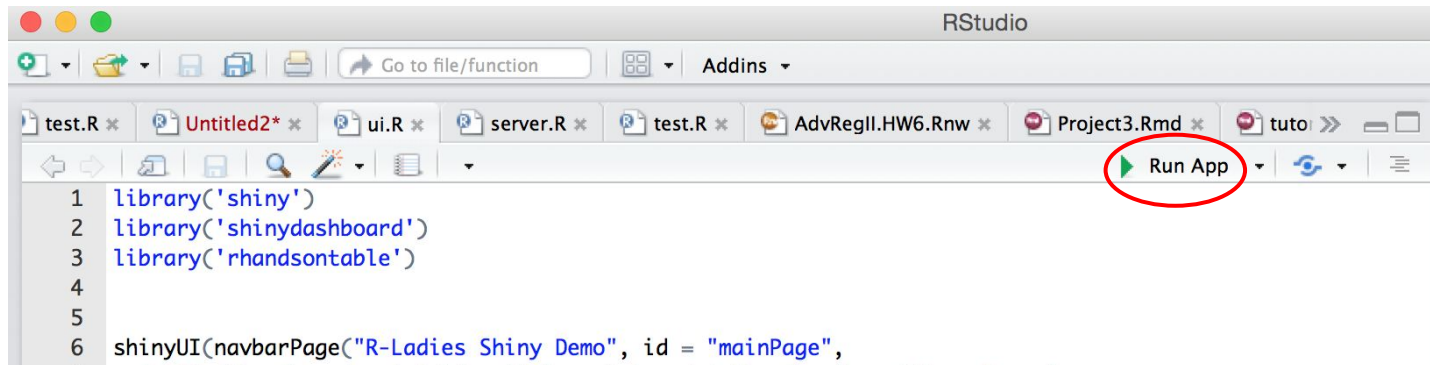 RStudio
Go to file/function Addins
test.R Untitled2* ui.R server.R test.R AdvRegII.HW6.Rnw Project3.Rmd tuto
Run App
1 library('shiny')
2 library('shinydashboard')
3 library('rhandsontable')
4
5
6 shinyUI(navbarPage("R-Ladies Shiny Demo", id = "mainPage",